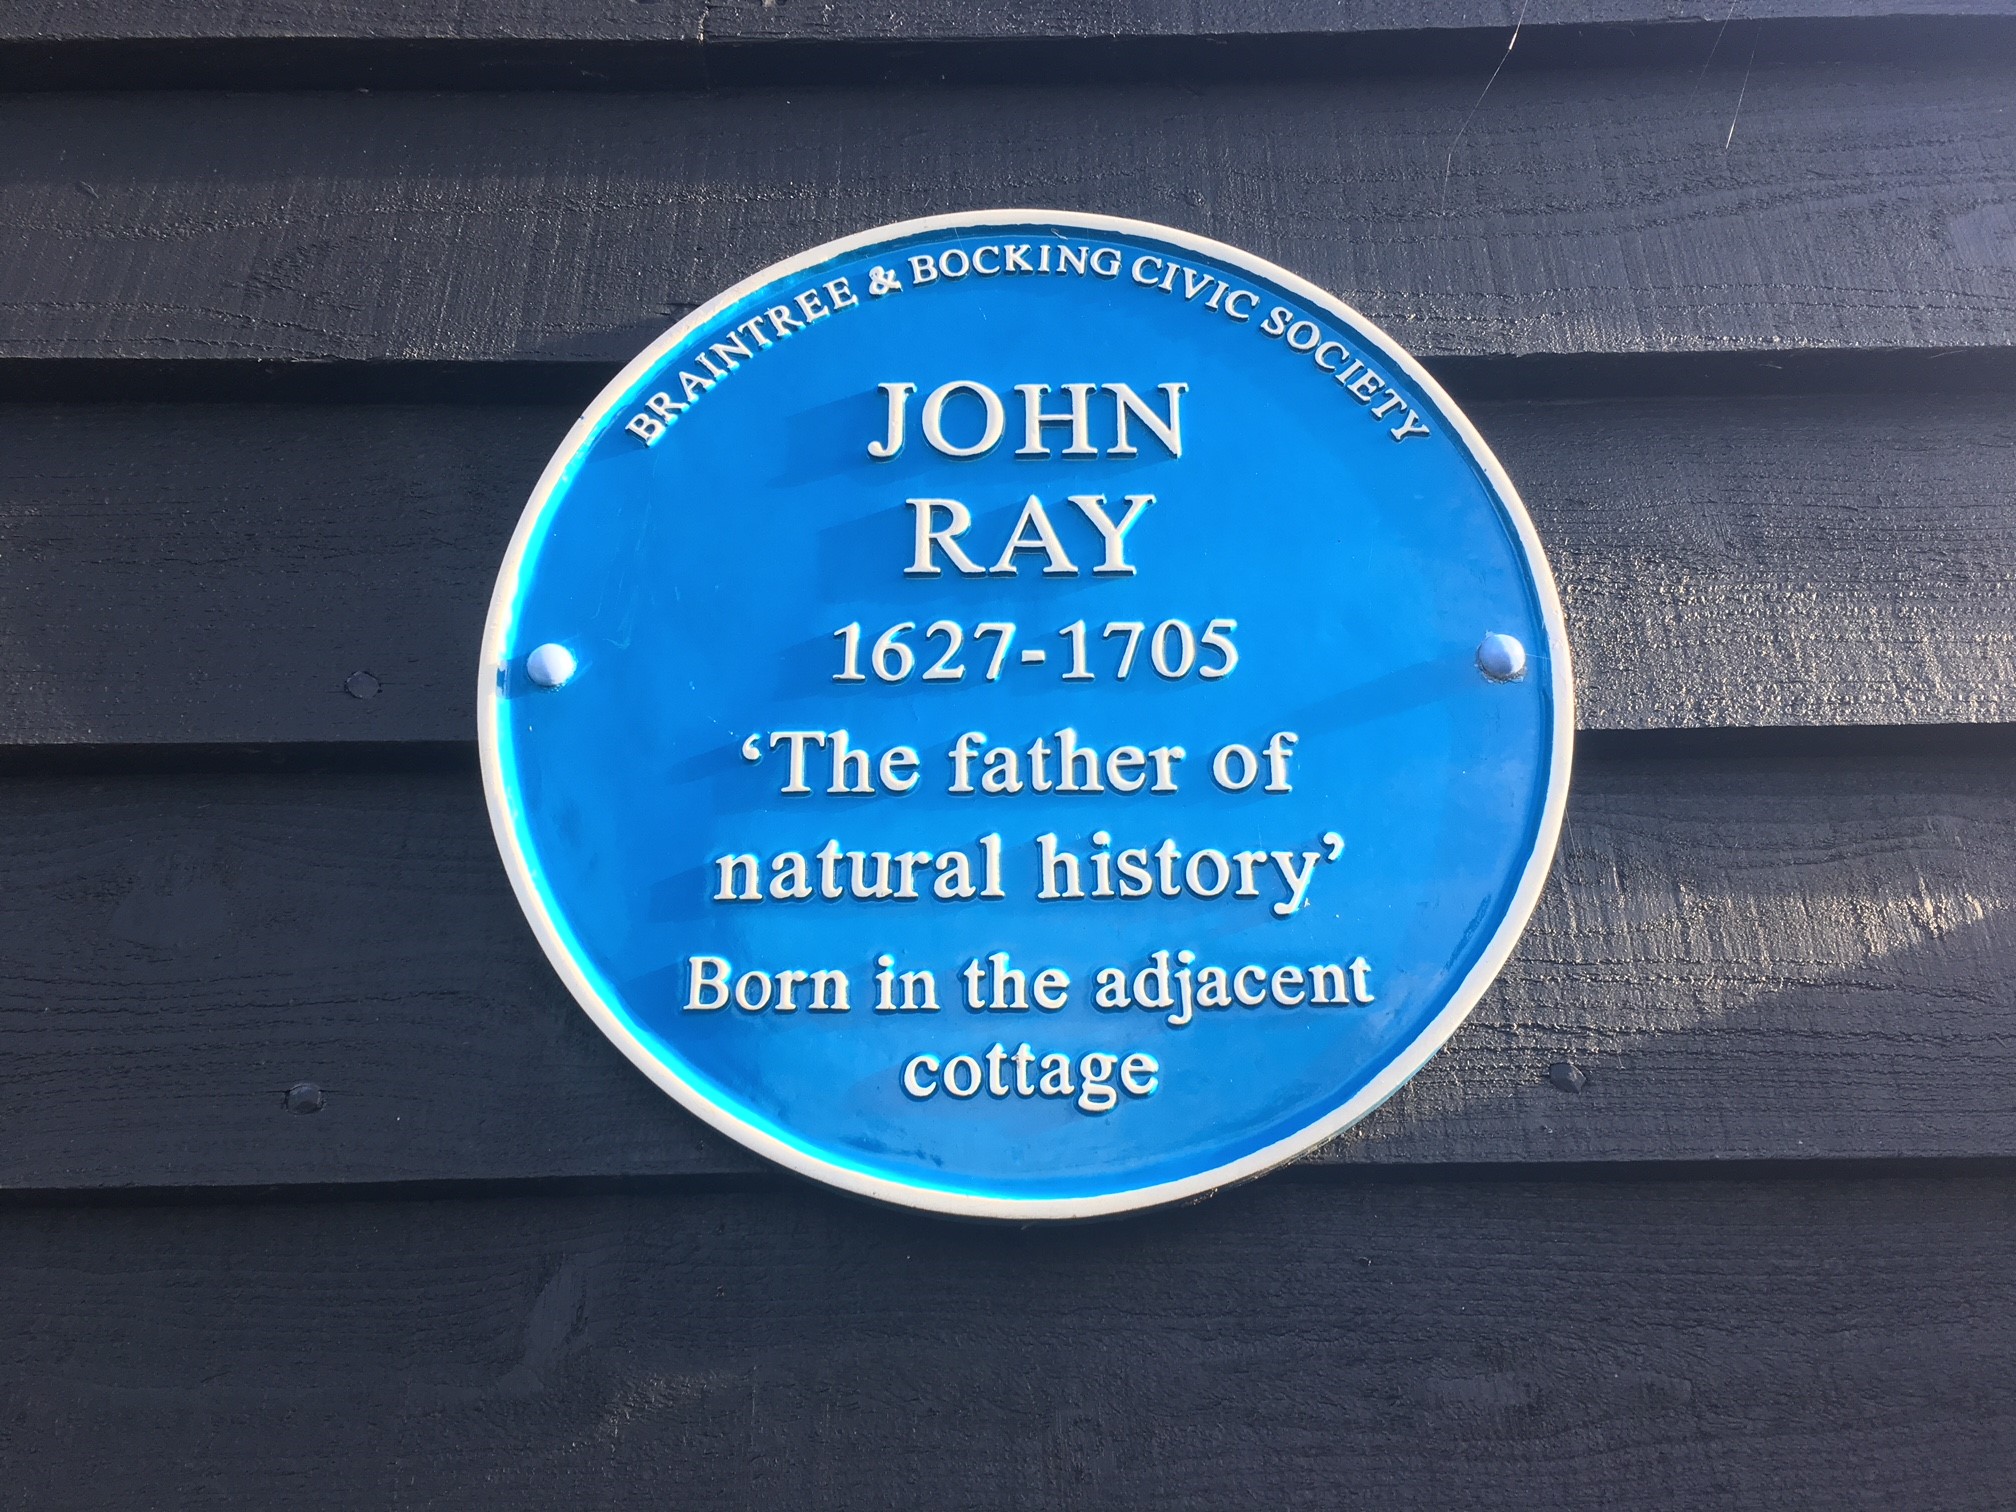 BRAINTREE & BOCKING CIVIC SOCIETY
JOHN
RAY
1627-1705
‘The father of
natural history’
Born in the adjacent
cottage